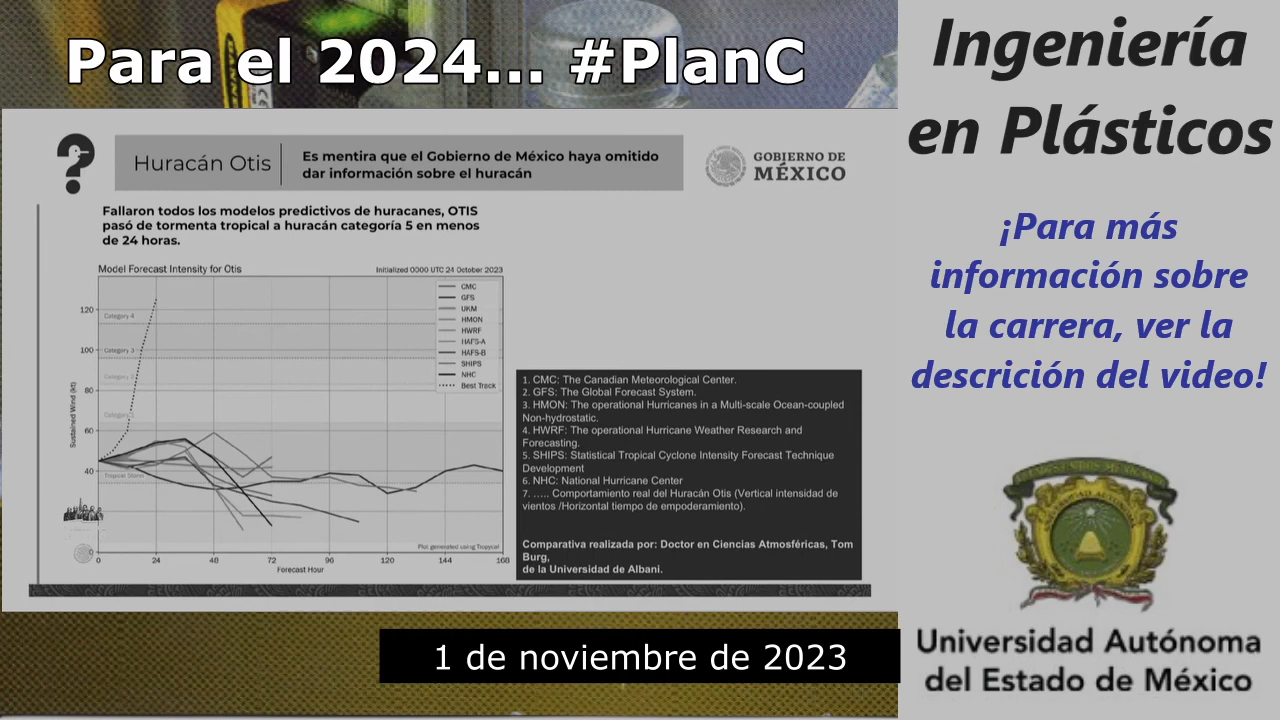 Para el 2024... #PlanC
Huracán Otis
Es mentira que el Gobierno de México haya omitido
dar información sobre el huracán
GOBIERNO DE
MÉXICO
Fallaron todos los modelos predictivos de huracanes, OTIS
pasó de tormenta tropical a huracán categoría 5 en menos
de 24 horas.
Model Forecast Intensity for Otis
Initialized 0000 UTC 24 October 2023
CMC
GFS
UKM
HMON
HWRF
HAFS-A
HAFS-B
SHIPS
NHC
Best Track
Category 4
Category 3
Category 2
Tropical Storm
120
100
80
60
40
0
Sustained Wind (kt)
0 24 48 72 96 120 144 168
Forecast Hour
Plot generated using Tropycal
1. CMC: The Canadian Meteorological Center.
2. GFS: The Global Forecast System.
3. HMON: The operational Hurricanes in a Multi-scale Ocean-coupled
Non-hydrostatic.
4. HWRF: The operational Hurricane Weather Research and
Forecasting.
5. SHIPS: Statistical Tropical Cyclone Intensity Forecast Technique
Development
6. NHC: National Hurricane Center
7. ..... Comportamiento real del Huracán Otis (Vertical intensidad de
vientos /Horizontal tiempo de empoderamiento).
Comparativa realizada por: Doctor en Ciencias Atmosféricas, Tom
Burg,
de la Universidad de Albani.
1 de noviembre de 2023
Ingeniería
en Plásticos
¡Para más
información sobre
la carrera, ver la
descrición del video!
Universidad Autónoma
del Estado de México